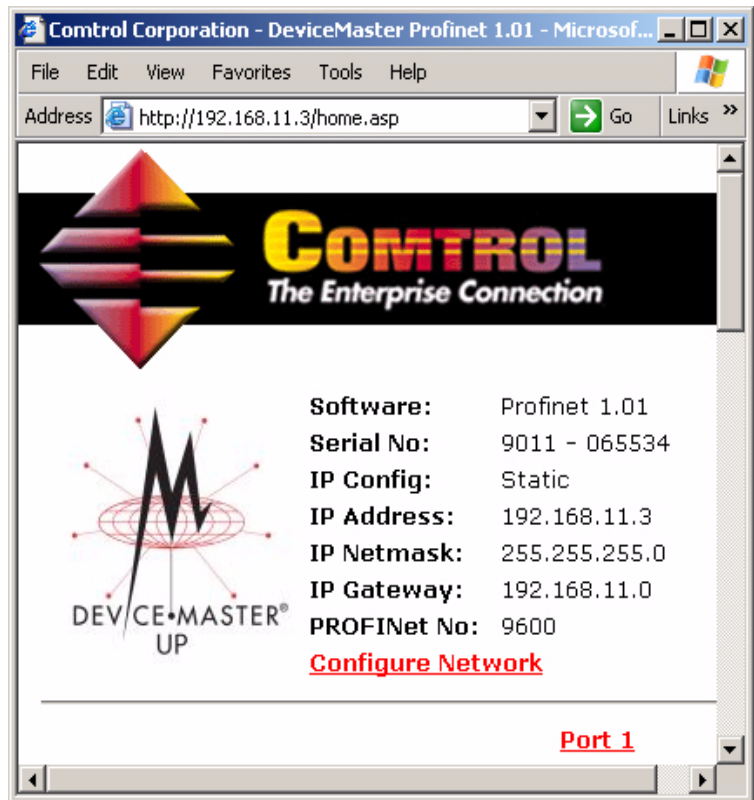 Comtrol Corporation - DeviceMaster Profinet 1.01 - Microsof...
File Edit View Favorites Tools Help
Address http://192.168.11.3/home.asp Go Links »
COMTROL
The Enterprise Connection
Software: Profinet 1.01
Serial No: 9011 - 065534
IP Config: Static
IP Address: 192.168.11.3
IP Netmask: 255.255.255.0
IP Gateway: 192.168.11.0
PROFINet No: 9600
Configure Network
DEVICE•MASTER®
UP
Port 1